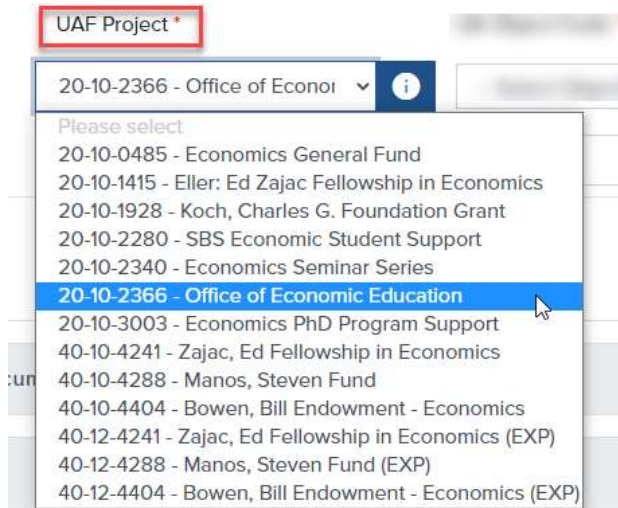 UAF Project *
20-10-2366 - Office of Econor
Please select
20-10-0485 - Economics General Fund
20-10-1415 - Eller: Ed Zajac Fellowship in Economics
20-10-1928 - Koch, Charles G. Foundation Grant
20-10-2280 - SBS Economic Student Support
20-10-2340 - Economics Seminar Series
20-10-2366 - Office of Economic Education
20-10-3003 - Economics PhD Program Support
40-10-4241 - Zajac, Ed Fellowship in Economics
40-10-4288 - Manos, Steven Fund
40-10-4404 - Bowen, Bill Endowment - Economics
40-12-4241 - Zajac, Ed Fellowship in Economics (EXP)
40-12-4288 - Manos, Steven Fund (EXP)
40-12-4404 - Bowen, Bill Endowment - Economics (EXP)